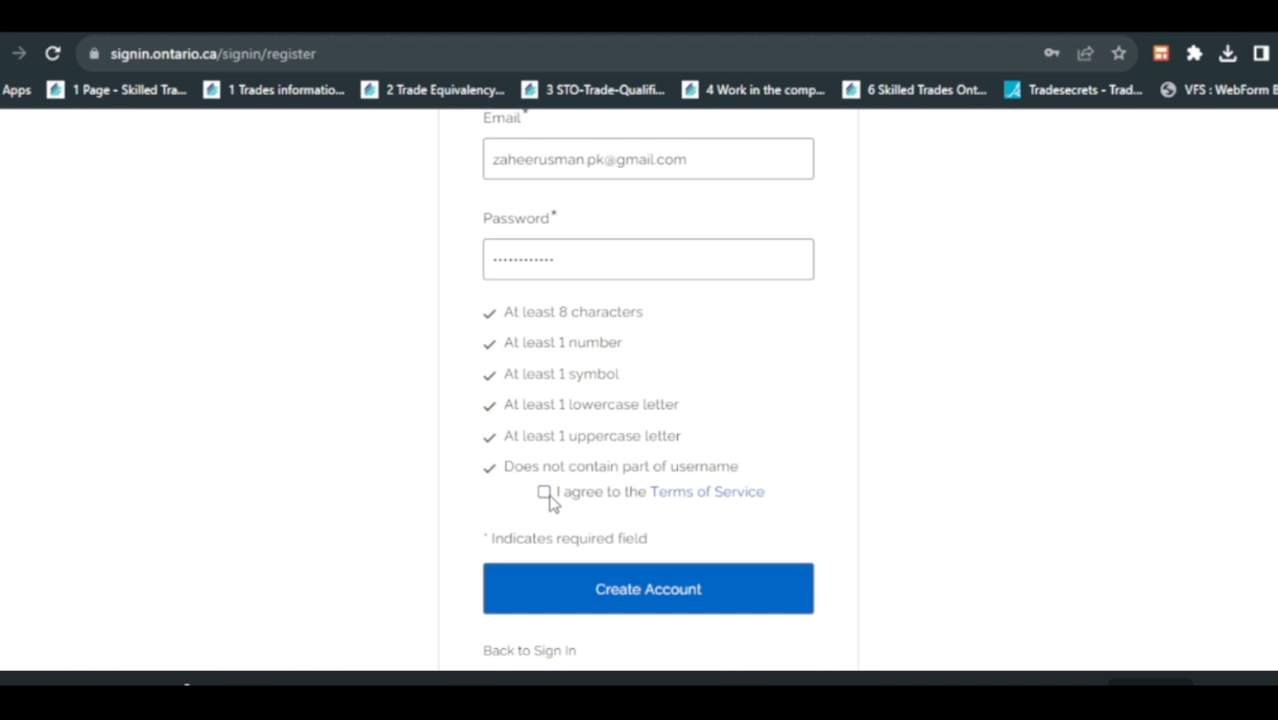 signin.ontario.ca/signin/register
Apps 1 Page - Skilled Tra... 1 Trades informatio... 2 Trade Equivalency... 3 STO-Trade-Qualifi... 4 Work in the comp... 6 Skilled Trades Ont... Tradesecrets - Trad... VFS : WebForm B
Email*
zaheerusman.pk@gmail.com
Password*
••••••••••••
At least 8 characters
At least 1 number
At least 1 symbol
At least 1 lowercase letter
At least 1 uppercase letter
Does not contain part of username
I agree to the Terms of Service
* Indicates required field
Create Account
Back to Sign In